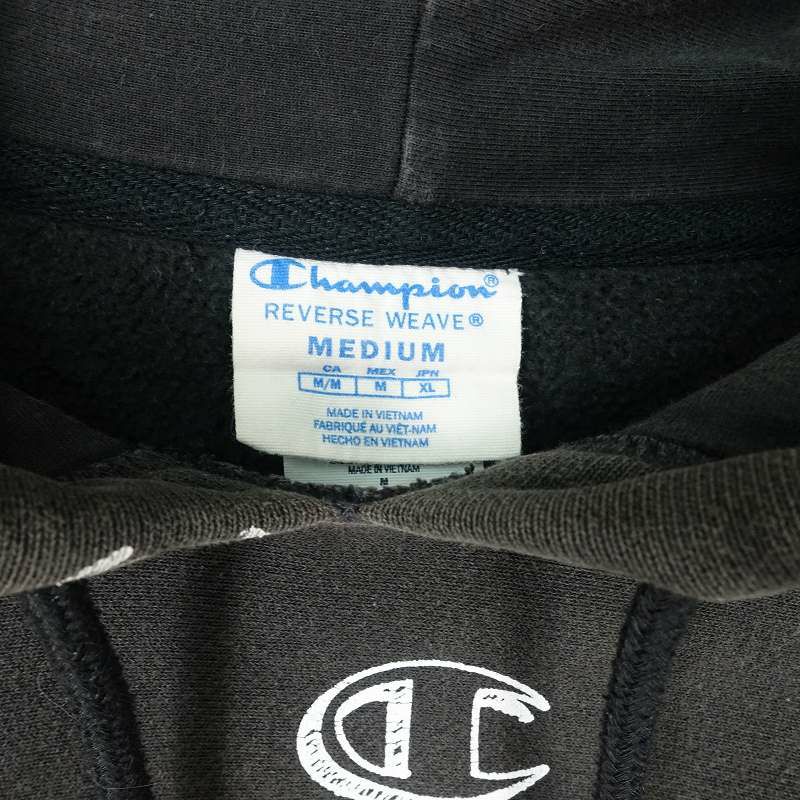 Champion®
REVERSE WEAVE®
MEDIUM
CA MEX JPN
M/M M XL
MADE IN VIETNAM
FABRIQUÉ AU VIÊT-NAM
HECHO EN VIETNAM
MADE IN VIETNAM
M
C